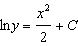 ln y = x²/2 + C